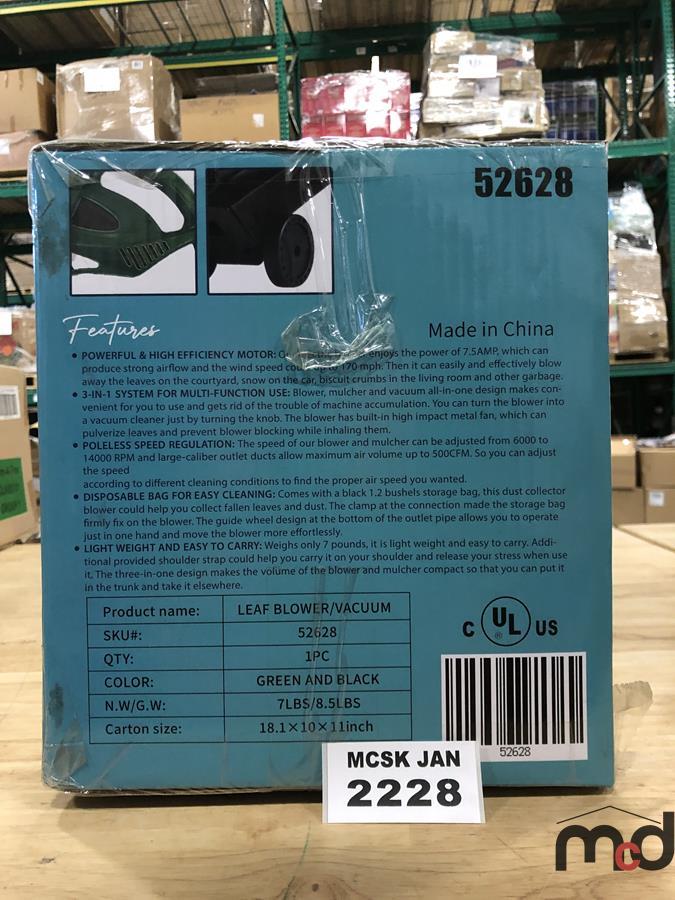 52628
Features
Made in China
• POWERFUL & HIGH EFFICIENCY MOTOR: enjoys the power of 7.5AMP, which can
produce strong airflow and the wind speed up to 170 mph. Then it can easily and effectively blow
away the leaves on the courtyard, snow on the car, biscuit crumbs in the living room and other garbage.
• 3-IN-1 SYSTEM FOR MULTI-FUNCTION USE: Blower, mulcher and vacuum all-in-one design makes con-
venient for you to use and gets rid of the trouble of machine accumulation. You can turn the blower into
a vacuum cleaner just by turning the knob. The blower has built-in high impact metal fan, which can
pulverize leaves and prevent blower blocking while inhaling them.
• POLELESS SPEED REGULATION: The speed of our blower and mulcher can be adjusted from 6000 to
14000 RPM and large-caliber outlet ducts allow maximum air volume up to 500CFM. So you can adjust
the speed
according to different cleaning conditions to find the proper air speed you wanted.
• DISPOSABLE BAG FOR EASY CLEANING: Comes with a black 1.2 bushels storage bag, this dust collector
blower could help you collect fallen leaves and dust. The clamp at the connection made the storage bag
firmly fix on the blower. The guide wheel design at the bottom of the outlet pipe allows you to operate
just in one hand and move the blower more effortlessly.
• LIGHT WEIGHT AND EASY TO CARRY: Weighs only 7 pounds, it is light weight and easy to carry. Addi-
tional provided shoulder strap could help you carry it on your shoulder and release your stress when use
it. The three-in-one design makes the volume of the blower and mulcher compact so that you can put it
in the trunk and take it elsewhere.
Product name: LEAF BLOWER/VACUUM
SKU#: 52628
QTY: 1PC
COLOR: GREEN AND BLACK
N.W/G.W: 7LBS/8.5LBS
Carton size: 18.1×10×11inch
C UL® US
52628
MCSK JAN
2228
mcd